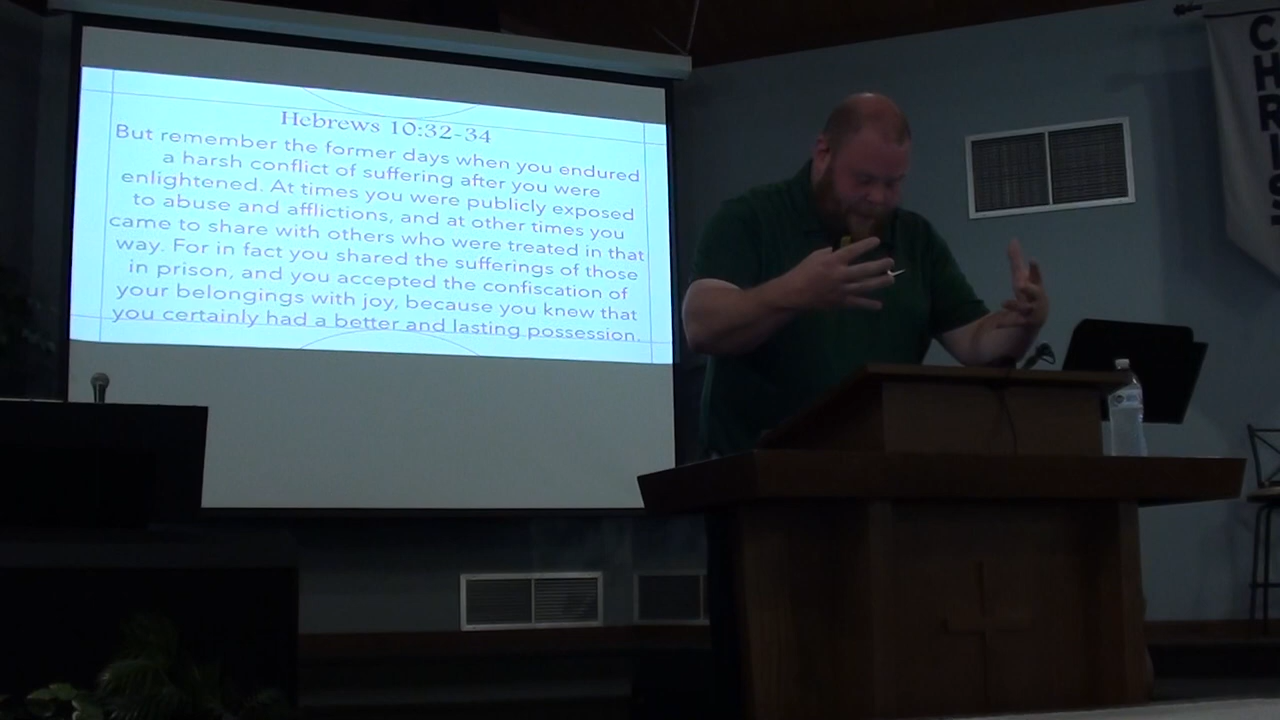 Hebrews 10:32-34
But remember the former days when you endured
a harsh conflict of suffering after you were
enlightened. At times you were publicly exposed
to abuse and afflictions, and at other times you
came to share with others who were treated in that
way. For in fact you shared the sufferings of those
in prison, and you accepted the confiscation of
your belongings with joy, because you knew that
you certainly had a better and lasting possession.
CHRIST